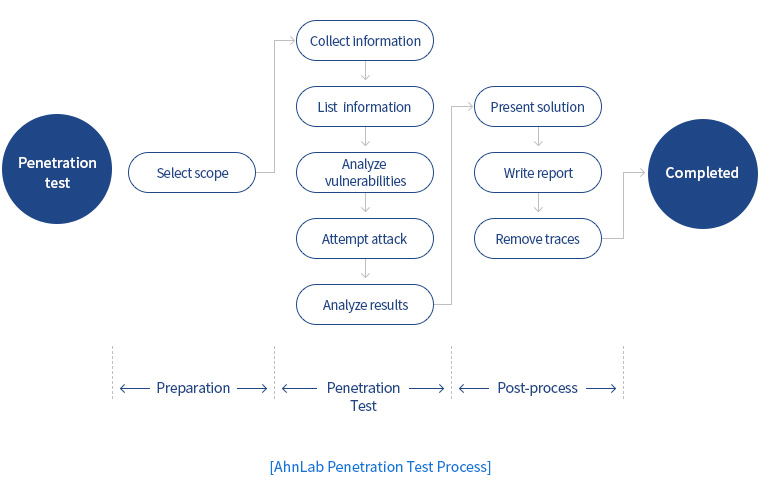 Penetration
test
Select scope
Collect information
List information
Analyze
vulnerabilities
Attempt attack
Analyze results
Present solution
Write report
Remove traces
Completed
Preparation
Penetration
Test
Post-process
[AhnLab Penetration Test Process]